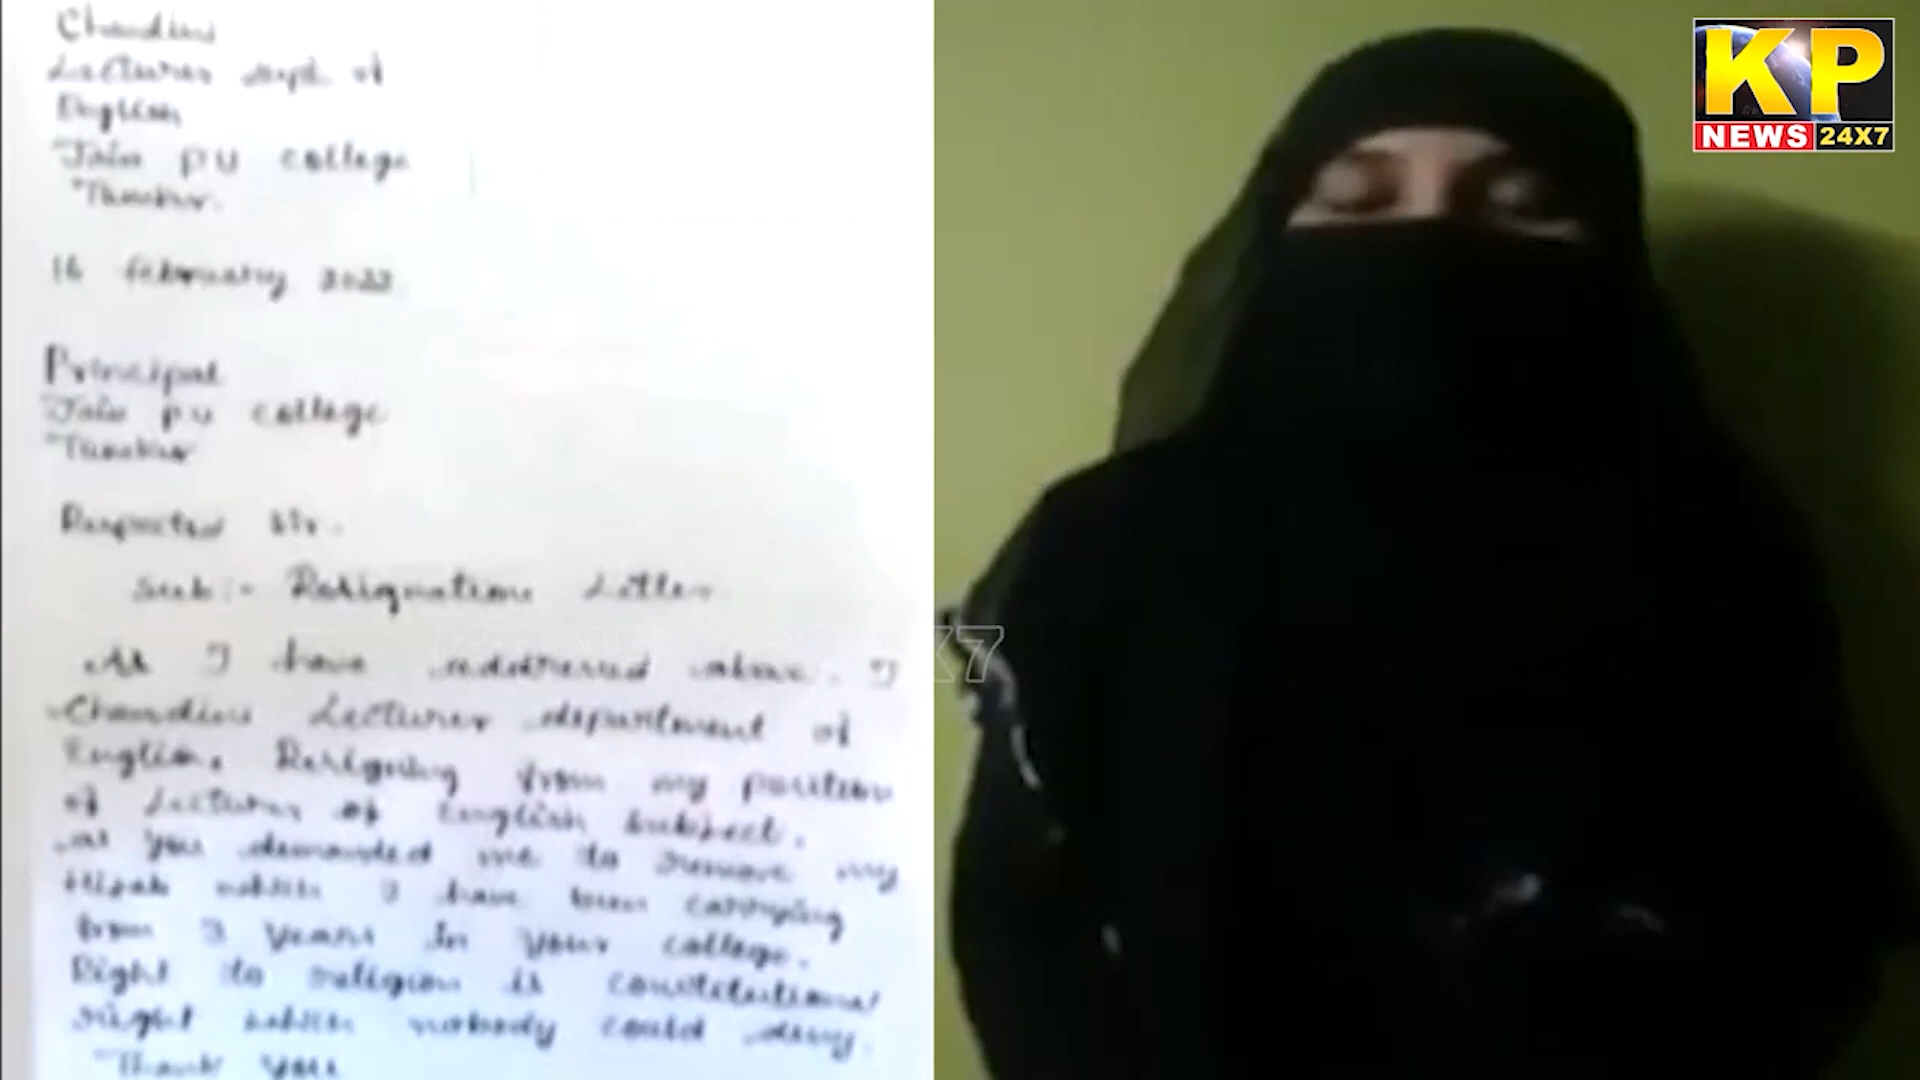 Chandini
Lecturer dept of
English
Jain PU college
Tumkur.
16 february 2022
Principal
Jain pu college
Tumkur
Respected Sir.
Sub:- Resignation Letter
As I have addressed above. I
Chandini Lecturer department of
English, Resigning from my position
of Lecturer of English subject.
as you demanded me to remove my
Hijab which I have been carrying
from 3 years in your college.
Right to religion is constitutional
right which nobody could deny.
Thank you
KP
NEWS 24X7
X7